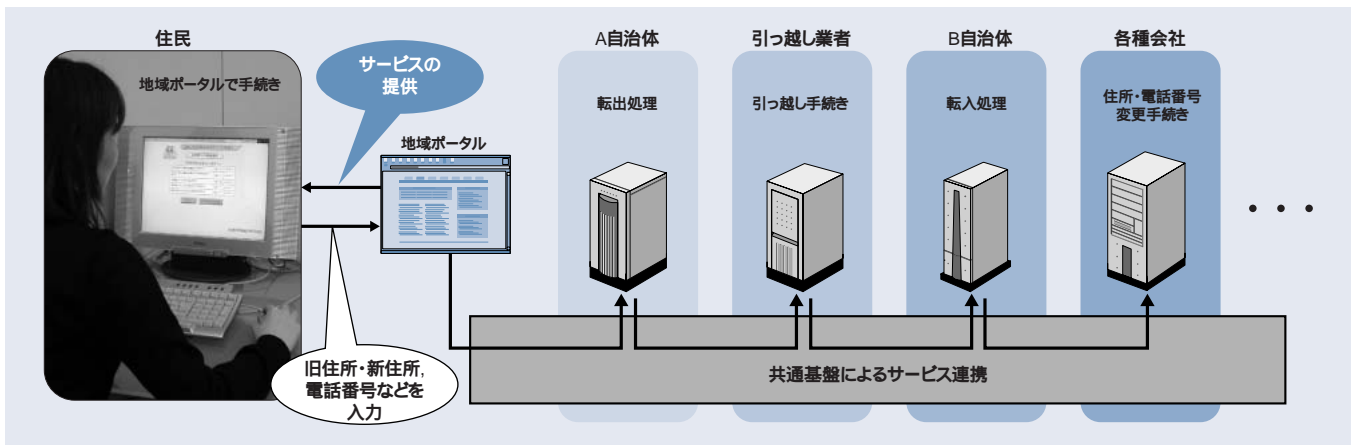 住民
地域ポータルで手続き
サービスの
提供
地域ポータル
旧住所・新住所,
電話番号などを
入力
A自治体
転出処理
引っ越し業者
引っ越し手続き
B自治体
転入処理
各種会社
住所・電話番号
変更手続き
・・・
共通基盤によるサービス連携